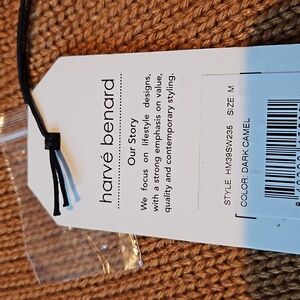 harvé benard
Our Story
We focus on lifestyle designs,
with a strong emphasis on value,
quality and contemporary styling.
STYLE: HM39SW235 SIZE: M
COLOR: DARK CAMEL